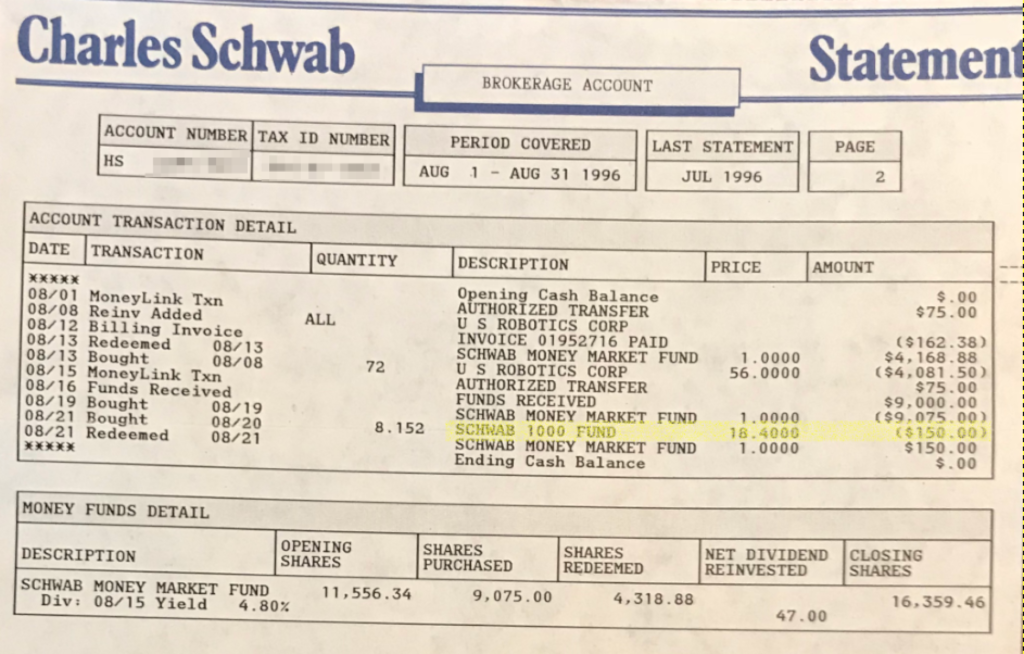 Charles Schwab
Statement
BROKERAGE ACCOUNT
ACCOUNT NUMBER TAX ID NUMBER PERIOD COVERED LAST STATEMENT PAGE
HS AUG 1 - AUG 31 1996 JUL 1996 2
ACCOUNT TRANSACTION DETAIL
DATE TRANSACTION QUANTITY DESCRIPTION PRICE AMOUNT
*****
Opening Cash Balance $.00
08/01 MoneyLink Txn AUTHORIZED TRANSFER $75.00
08/08 Reinv Added ALL U S ROBOTICS CORP
08/12 Billing Invoice INVOICE 01952716 PAID ($162.38)
08/13 Redeemed 08/13 SCHWAB MONEY MARKET FUND 1.0000 $4,168.88
08/13 Bought 08/08 72 U S ROBOTICS CORP 56.0000 ($4,081.50)
08/15 MoneyLink Txn AUTHORIZED TRANSFER $75.00
08/16 Funds Received FUNDS RECEIVED $9,000.00
08/19 Bought 08/19 SCHWAB MONEY MARKET FUND 1.0000 ($9,075.00)
08/21 Bought 08/20 8.152 SCHWAB 1000 FUND 18.4000 ($150.00)
08/21 Redeemed 08/21 SCHWAB MONEY MARKET FUND 1.0000 $150.00
***** Ending Cash Balance $.00
MONEY FUNDS DETAIL
DESCRIPTION OPENING SHARES SHARES PURCHASED SHARES REDEEMED NET DIVIDEND REINVESTED CLOSING SHARES
SCHWAB MONEY MARKET FUND 11,556.34 9,075.00 4,318.88 16,359.46
Div: 08/15 Yield 4.80% 47.00